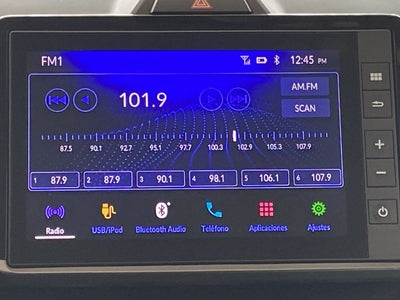 FM1 12:45 PM
AM.FM
101.9
SCAN
87.5 90.1 92.7 95.1 97.7 100.3 102.9 105.3 107.9
1 87.9 2 87.9 3 90.1 4 98.1 5 106.1 6 107.9
Radio USB/iPod Bluetooth Audio Teléfono Aplicaciones Ajustes